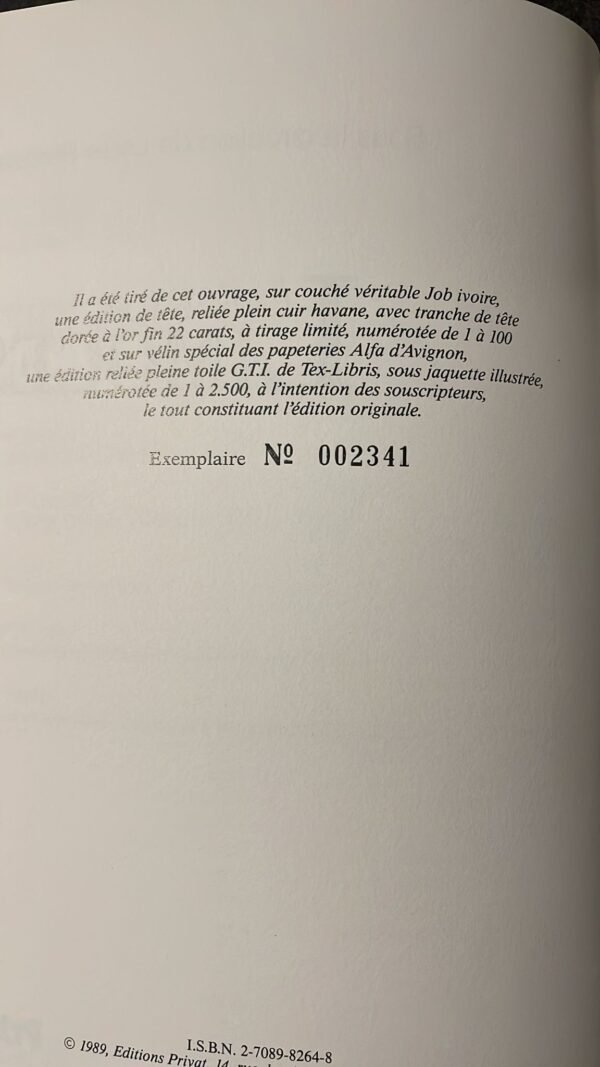 Il a été tiré de cet ouvrage, sur couché véritable Job ivoire,
une édition de tête, reliée plein cuir havane, avec tranche de tête
dorée à l'or fin 22 carats, à tirage limité, numérotée de 1 à 100
et sur vélin spécial des papeteries Alfa d'Avignon,
une édition reliée pleine toile G.T.I. de Tex-Libris, sous jaquette illustrée,
numérotée de 1 à 2.500, à l'intention des souscripteurs,
le tout constituant l'édition originale.
Exemplaire Nº 002341
I.S.B.N. 2-7089-8264-8
© 1989, Editions Privat, 14,